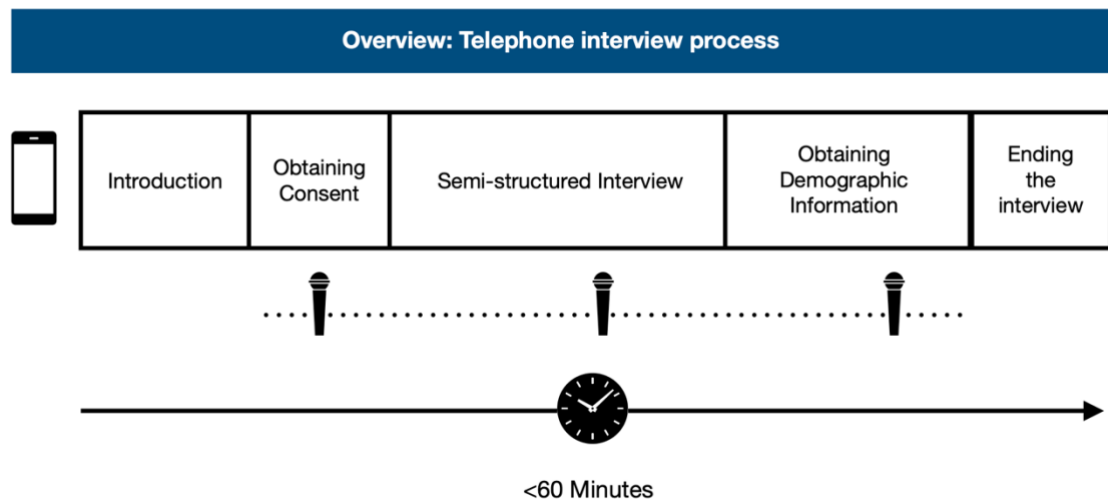 Overview: Telephone interview process
Introduction
Obtaining
Consent
Semi-structured Interview
Obtaining
Demographic
Information
Ending
the
interview
<60 Minutes